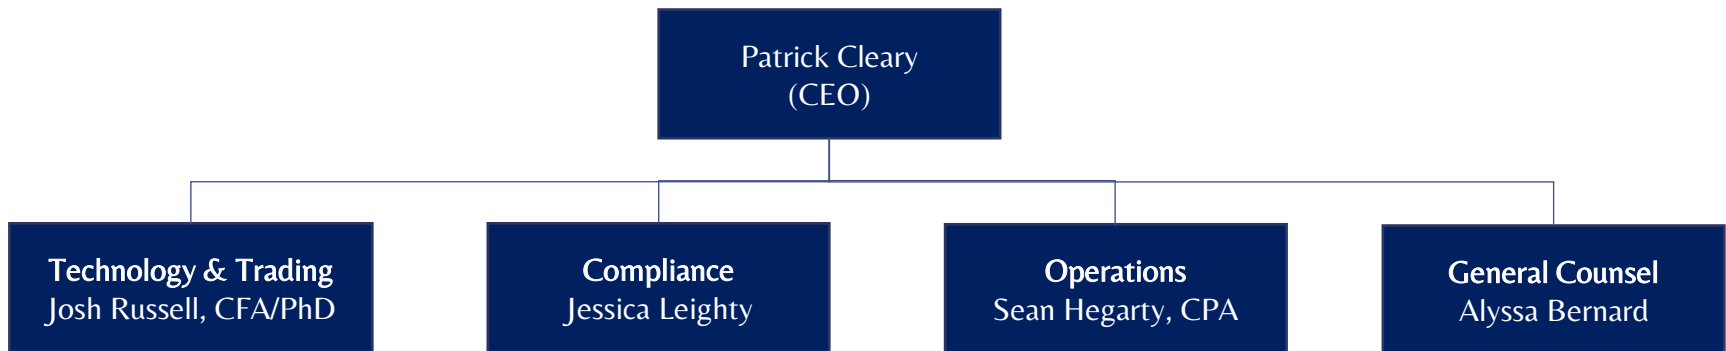 Patrick Cleary
(CEO)
Technology & Trading
Josh Russell, CFA/PhD
Compliance
Jessica Leighty
Operations
Sean Hegarty, CPA
General Counsel
Alyssa Bernard